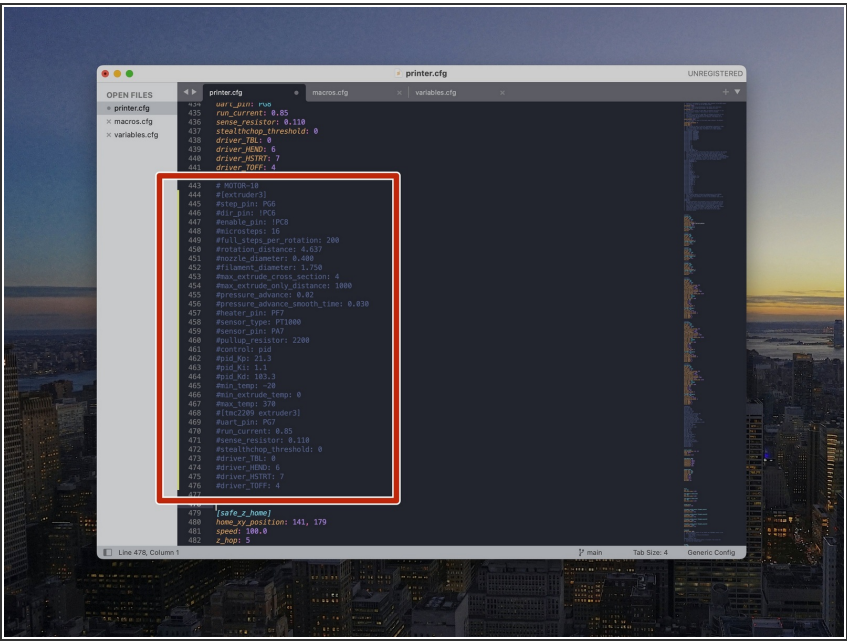 printer.cfg
UNREGISTERED
OPEN FILES
printer.cfg
macros.cfg
variables.cfg
printer.cfg
macros.cfg
variables.cfg
434 uart_pin: PG8
435 run_current: 0.85
436 sense_resistor: 0.110
437 stealthchop_threshold: 0
438 driver_TBL: 0
439 driver_HEND: 6
440 driver_HSTRT: 7
441 driver_TOFF: 4
443 # MOTOR-10
444 #[extruder3]
445 #step_pin: PG6
446 #dir_pin: !PC6
447 #enable_pin: !PC8
448 #microsteps: 16
449 #full_steps_per_rotation: 200
450 #rotation_distance: 4.637
451 #nozzle_diameter: 0.400
452 #filament_diameter: 1.750
453 #max_extrude_cross_section: 4
454 #max_extrude_only_distance: 1000
455 #pressure_advance: 0.02
456 #pressure_advance_smooth_time: 0.030
457 #heater_pin: PF7
458 #sensor_type: PT1000
459 #sensor_pin: PA7
460 #pullup_resistor: 2200
461 #control: pid
462 #pid_Kp: 21.3
463 #pid_Ki: 1.1
464 #pid_Kd: 103.3
465 #min_temp: -20
466 #min_extrude_temp: 0
467 #max_temp: 370
468 #[tmc2209 extruder3]
469 #uart_pin: PG7
470 #run_current: 0.85
471 #sense_resistor: 0.110
472 #stealthchop_threshold: 0
473 #driver_TBL: 0
474 #driver_HEND: 6
475 #driver_HSTRT: 7
476 #driver_TOFF: 4
477
479 [safe_z_home]
480 home_xy_position: 141, 179
481 speed: 100.0
482 z_hop: 5
Line 478, Column 1
main
Tab Size: 4
Generic Config